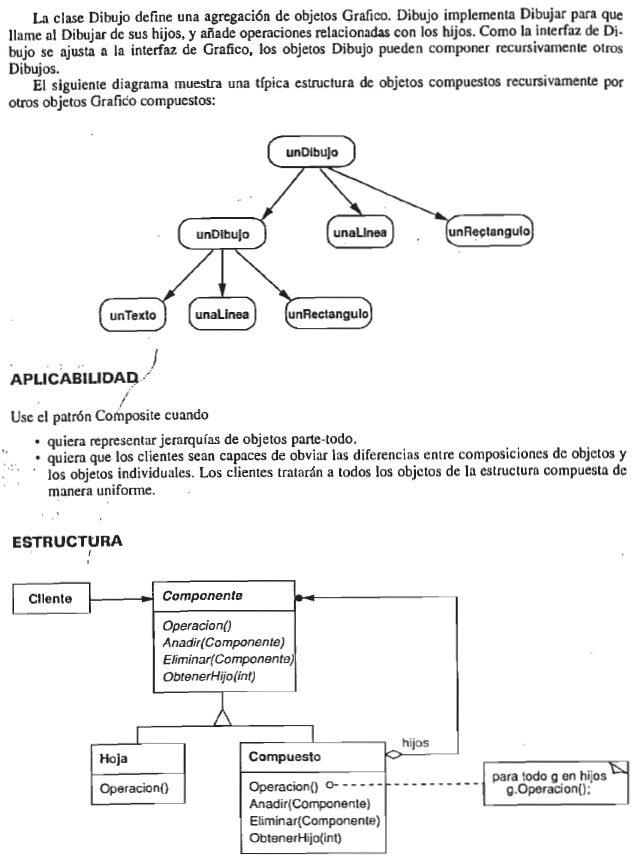 La clase Dibujo define una agregación de objetos Grafico. Dibujo implementa Dibujar para que
llame al Dibujar de sus hijos, y añade operaciones relacionadas con los hijos. Como la interfaz de Di-
bujo se ajusta a la interfaz de Grafico, los objetos Dibujo pueden componer recursivamente otros
Dibujos.
El siguiente diagrama muestra una típica estructura de objetos compuestos recursivamente por
otros objetos Grafico compuestos:
unDibujo
unDibujo
unaLinea
unRectangulo
unTexto
unaLinea
unRectangulo
APLICABILIDAD
Use el patrón Composite cuando
• quiera representar jerarquías de objetos parte-todo.
• quiera que los clientes sean capaces de obviar las diferencias entre composiciones de objetos y
los objetos individuales. Los clientes tratarán a todos los objetos de la estructura compuesta de
manera uniforme.
ESTRUCTURA
Cliente
Componente
Operacion()
Anadir(Componente)
Eliminar(Componente)
ObtenerHijo(int)
Hoja
Operacion()
Compuesto
Operacion()
Anadir(Componente)
Eliminar(Componente)
ObtenerHijo(int)
hijos
para todo g en hijos
g.Operacion();